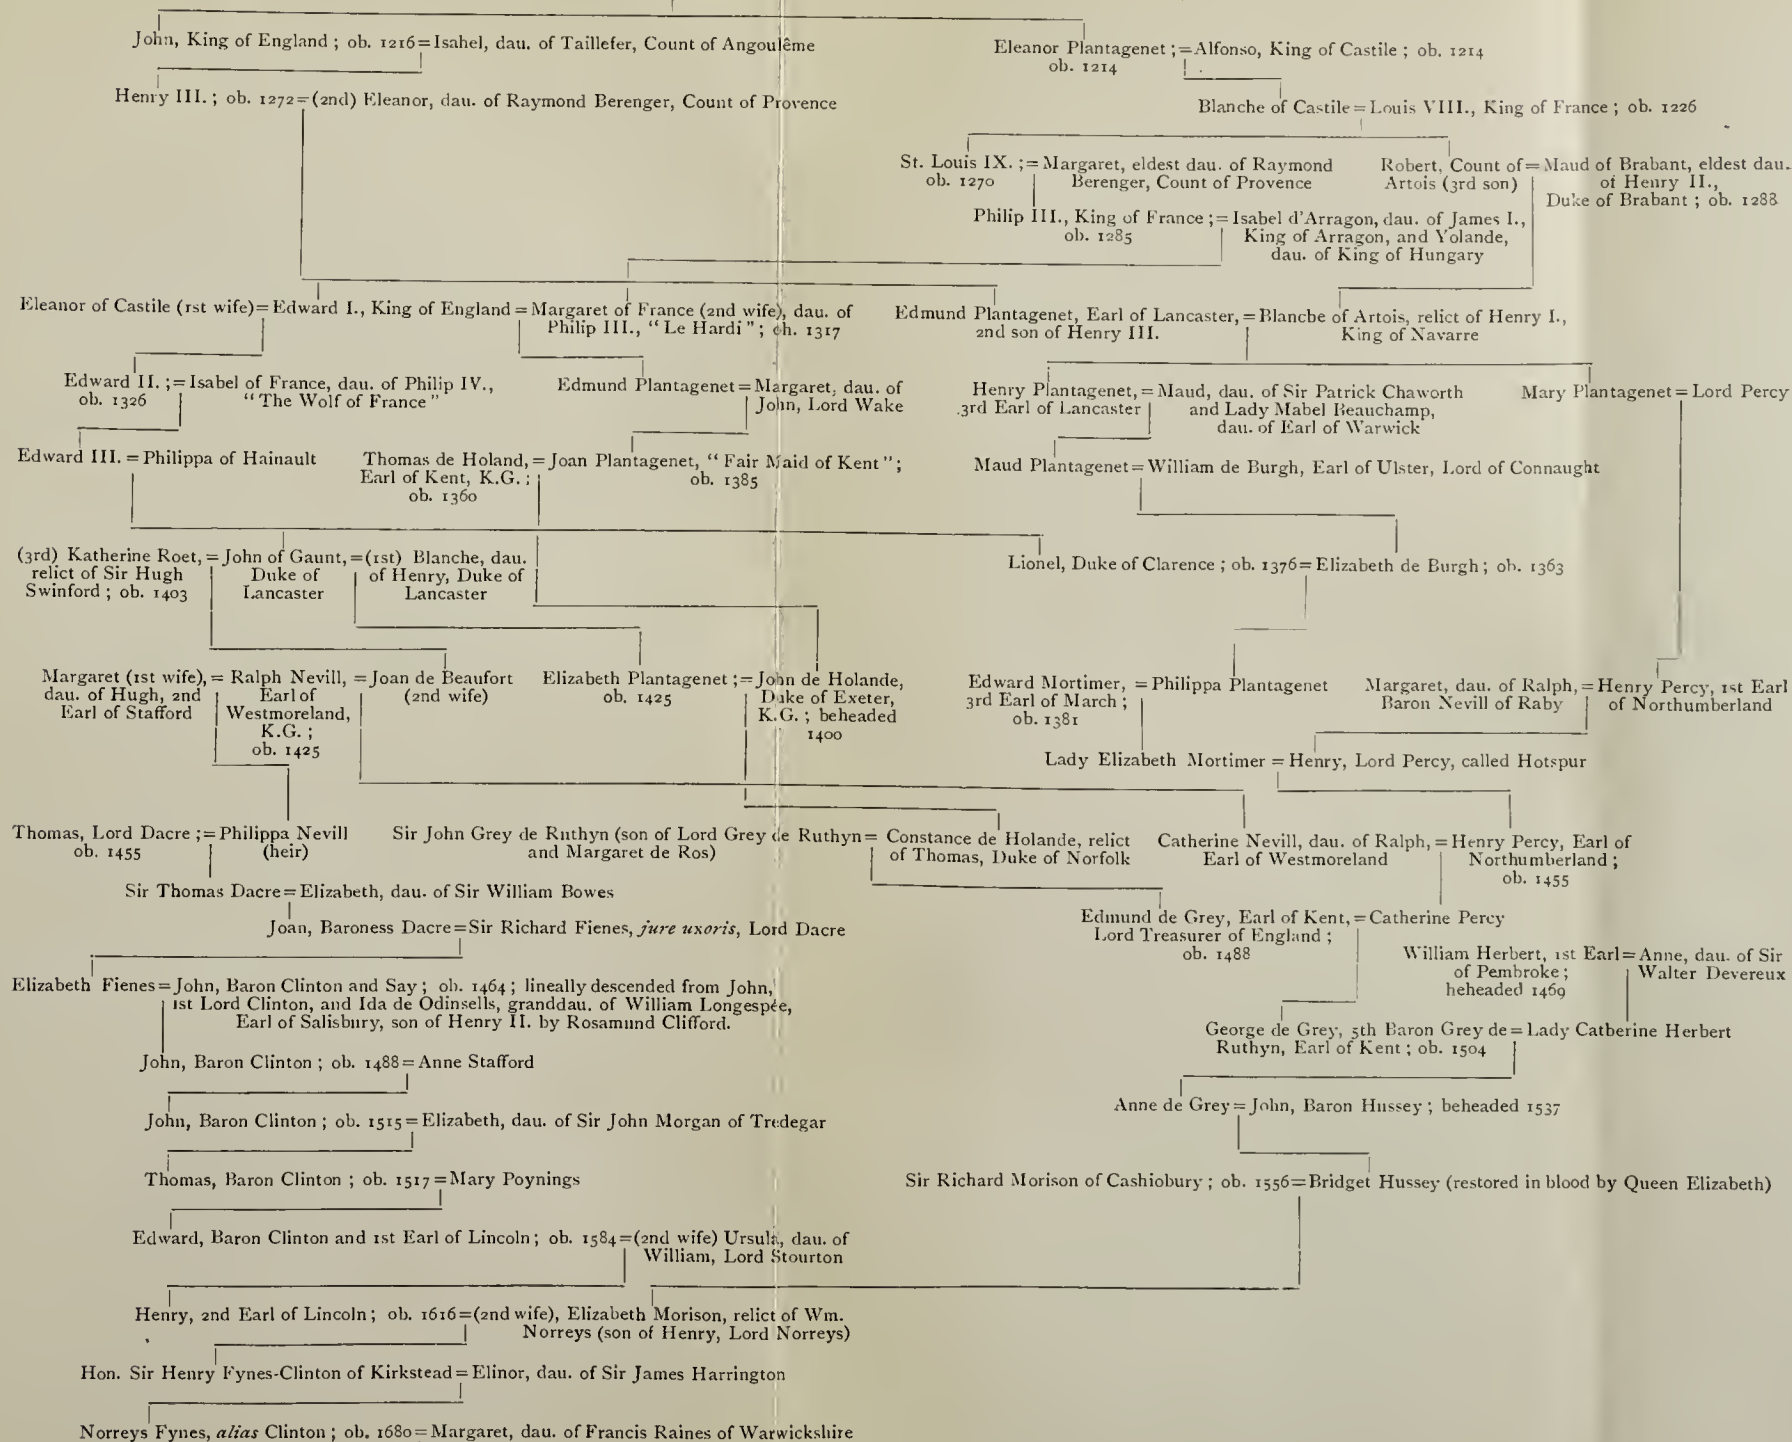 John, King of England ; ob. 1216 = Isahel, dau. of Taillefer, Count of Angoulême
Eleanor Plantagenet ; = Alfonso, King of Castile ; ob. 1214
ob. 1214
Henry III. ; ob. 1272 = (2nd) Eleanor, dau. of Raymond Berenger, Count of Provence
Blanche of Castile = Louis VIII., King of France ; ob. 1226
St. Louis IX. ; = Margaret, eldest dau. of Raymond
ob. 1270 Berenger, Count of Provence
Robert, Count of = Maud of Brabant, eldest dau.
Artois (3rd son) of Henry II.,
Duke of Brabant ; ob. 1288
Philip III., King of France ; = Isabel d'Arragon, dau. of James I.,
ob. 1285 King of Arragon, and Yolande,
dau. of King of Hungary
Eleanor of Castile (1st wife) = Edward I., King of England = Margaret of France (2nd wife), dau. of
Philip III., "Le Hardi" ; oh. 1317
Edmund Plantagenet, Earl of Lancaster, = Blancbe of Artois, relict of Henry I.,
2nd son of Henry III. King of Navarre
Edward II. ; = Isabel of France, dau. of Philip IV.,
ob. 1326 "The Wolf of France"
Edmund Plantagenet = Margaret, dau. of
John, Lord Wake
Henry Plantagenet, = Maud, dau. of Sir Patrick Chaworth
3rd Earl of Lancaster and Lady Mabel Beauchamp,
dau. of Earl of Warwick
Mary Plantagenet = Lord Percy
Edward III. = Philippa of Hainault
Thomas de Holand, = Joan Plantagenet, "Fair Maid of Kent" ;
Earl of Kent, K.G. ; ob. 1385
ob. 1360
Maud Plantagenet = William de Burgh, Earl of Ulster, Lord of Connaught
(3rd) Katherine Roet, = John of Gaunt, = (1st) Blanche, dau.
relict of Sir Hugh Duke of of Henry, Duke of
Swinford ; ob. 1403 Lancaster Lancaster
Lionel, Duke of Clarence ; ob. 1376 = Elizabeth de Burgh ; ob. 1363
Margaret (1st wife), = Ralph Nevill, = Joan de Beaufort
dau. of Hugh, 2nd Earl of (2nd wife)
Earl of Stafford Westmoreland,
K.G. ;
ob. 1425
Elizabeth Plantagenet ; = John de Holande,
ob. 1425 Duke of Exeter,
K.G. ; beheaded
1400
Edward Mortimer, = Philippa Plantagenet
3rd Earl of March ;
ob. 1381
Margaret, dau. of Ralph, = Henry Percy, 1st Earl
Baron Nevill of Raby of Northumberland
Lady Elizabeth Mortimer = Henry, Lord Percy, called Hotspur
Thomas, Lord Dacre ; = Philippa Nevill
ob. 1455 (heir)
Sir John Grey de Ruthyn (son of Lord Grey de Ruthyn = Constance de Holande, relict
and Margaret de Ros) of Thomas, Duke of Norfolk
Catherine Nevill, dau. of Ralph, = Henry Percy, Earl of
Earl of Westmoreland Northumberland ;
ob. 1455
Sir Thomas Dacre = Elizabeth, dau. of Sir William Bowes
Joan, Baroness Dacre = Sir Richard Fienes, jure uxoris, Lord Dacre
Edmund de Grey, Earl of Kent, = Catherine Percy
Lord Treasurer of England ;
ob. 1488
William Herbert, 1st Earl = Anne, dau. of Sir
of Pembroke ; Walter Devereux
heheaded 1469
Elizabeth Fienes = John, Baron Clinton and Say ; ob. 1464 ; lineally descended from John,
1st Lord Clinton, and Ida de Odinsells, granddau. of William Longespée,
Earl of Salisbury, son of Henry II. by Rosamund Clifford.
George de Grey, 5th Baron Grey de = Lady Catberine Herbert
Ruthyn, Earl of Kent ; ob. 1504
John, Baron Clinton ; ob. 1488 = Anne Stafford
Anne de Grey = John, Baron Hussey ; beheaded 1537
John, Baron Clinton ; ob. 1515 = Elizabeth, dau. of Sir John Morgan of Tredegar
Thomas, Baron Clinton ; ob. 1517 = Mary Poynings
Sir Richard Morison of Cashiobury ; ob. 1556 = Bridget Hussey (restored in blood by Queen Elizabeth)
Edward, Baron Clinton and 1st Earl of Lincoln ; ob. 1584 = (2nd wife) Ursula, dau. of
William, Lord Stourton
Henry, 2nd Earl of Lincoln ; ob. 1616 = (2nd wife), Elizabeth Morison, relict of Wm.
Norreys (son of Henry, Lord Norreys)
Hon. Sir Henry Fynes-Clinton of Kirkstead = Elinor, dau. of Sir James Harrington
Norreys Fynes, alias Clinton ; ob. 1680 = Margaret, dau. of Francis Raines of Warwickshire